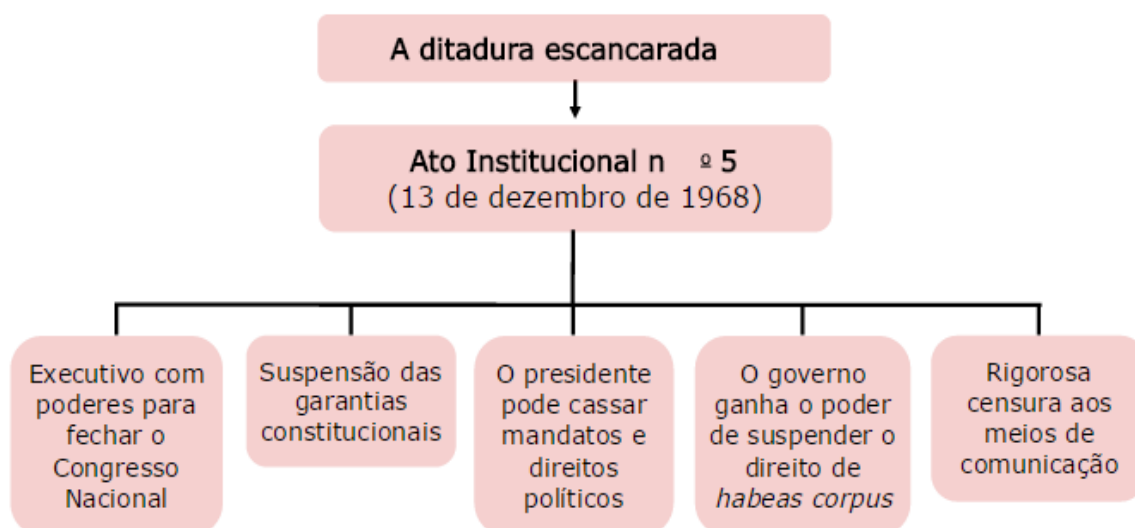 A ditadura escancarada
Ato Institucional n º 5
(13 de dezembro de 1968)
Executivo com
poderes para
fechar o
Congresso
Nacional
Suspensão das
garantias
constitucionais
O presidente
pode cassar
mandatos e
direitos
políticos
O governo
ganha o poder
de suspender o
direito de
habeas corpus
Rigorosa
censura aos
meios de
comunicação